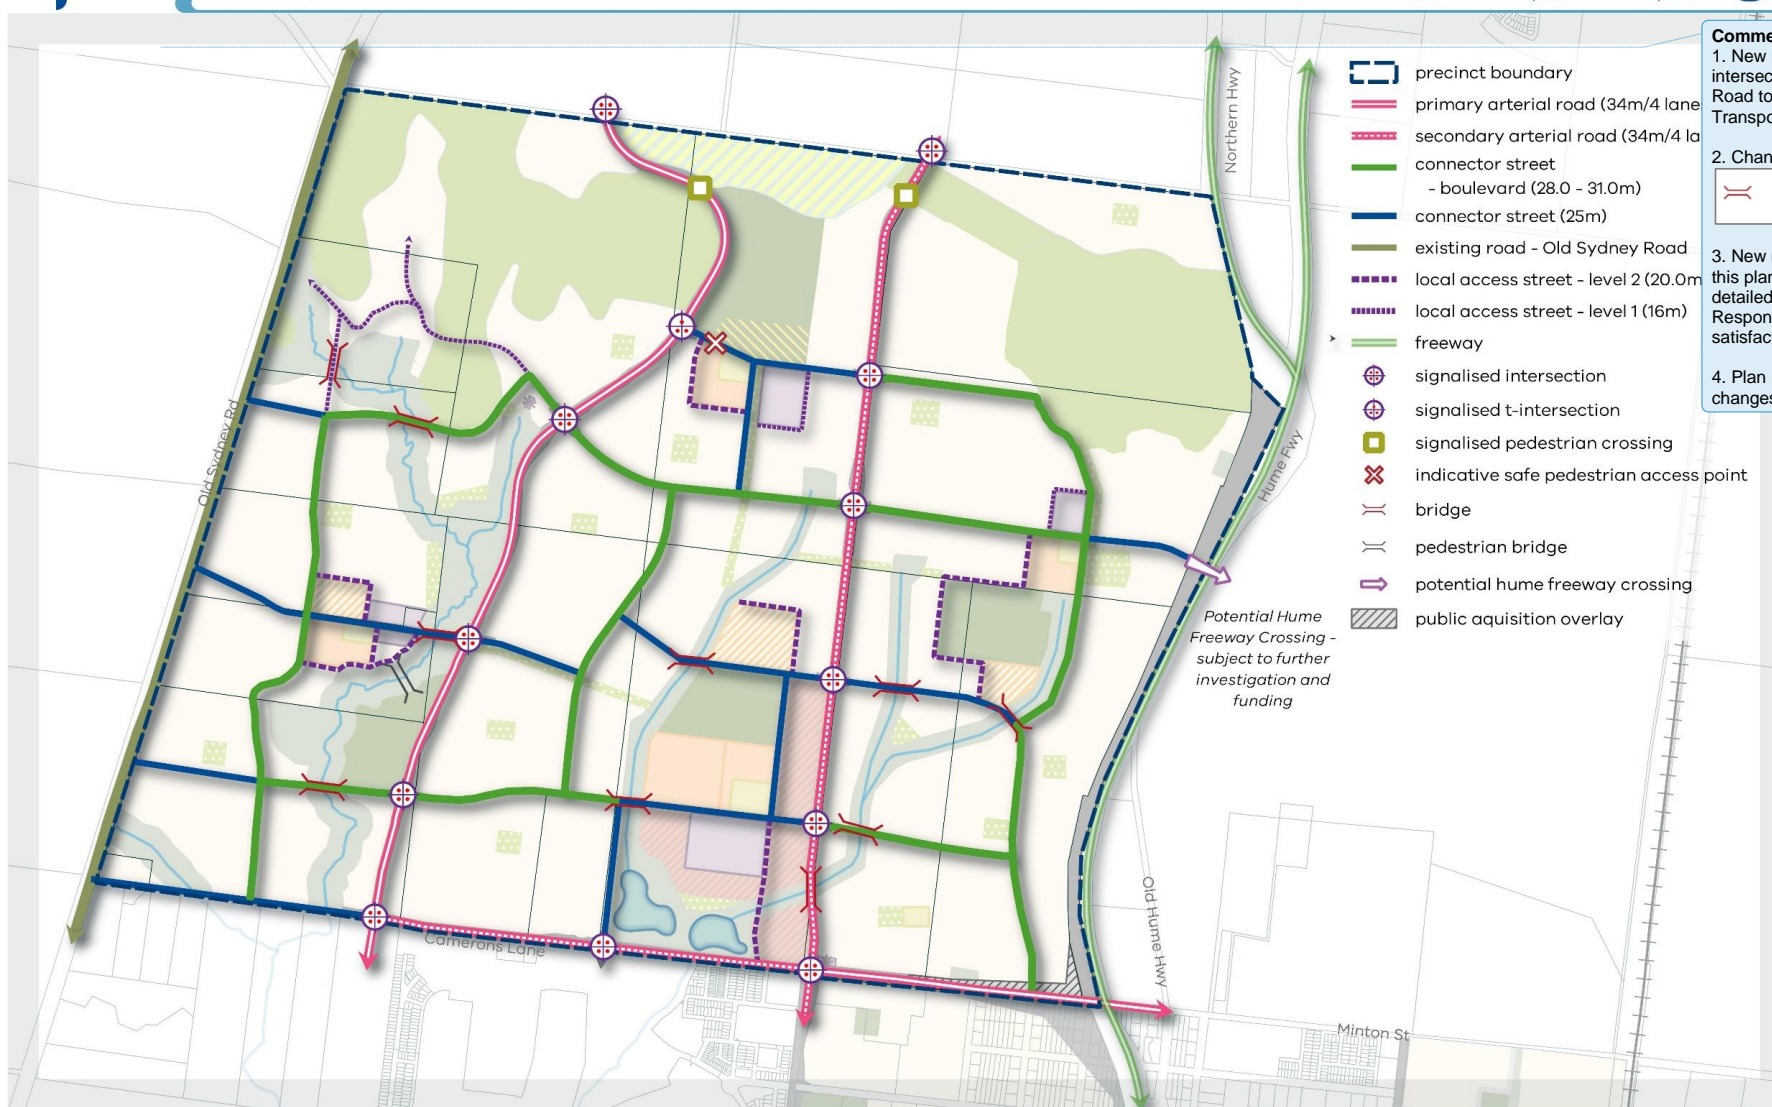 precinct boundary
primary arterial road (34m/4 lane
secondary arterial road (34m/4 la
connector street
- boulevard (28.0 - 31.0m)
connector street (25m)
existing road - Old Sydney Road
local access street - level 2 (20.0m
local access street - level 1 (16m)
freeway
signalised intersection
signalised t-intersection
signalised pedestrian crossing
indicative safe pedestrian access point
bridge
pedestrian bridge
potential hume freeway crossing
public aquisition overlay
Comme
1. New
intersec
Road to
Transpo
2. Chan
3. New
this plan
detailed
Respon
satisfac
4. Plan
changes
Northern Hwy
Old Sydney Rd
Hume Fwy
Potential Hume
Freeway Crossing -
subject to further
investigation and
funding
Old Hume Hwy
Camerons Lane
Minton St